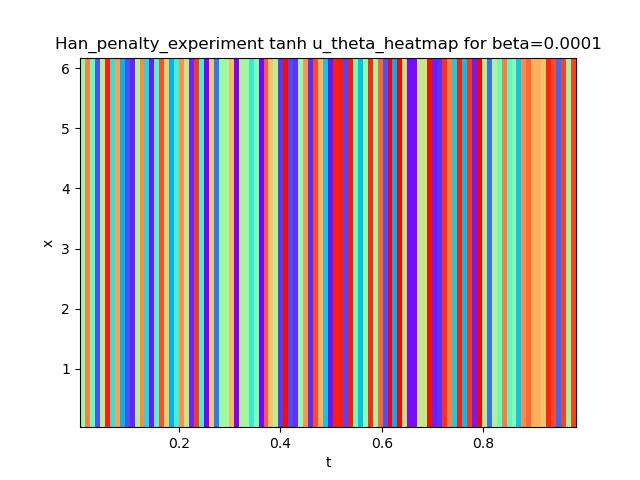 Han_penalty_experiment tanh u_theta_heatmap for beta=0.0001
6
5
4
3
2
1
x
0.2 0.4 0.6 0.8
t